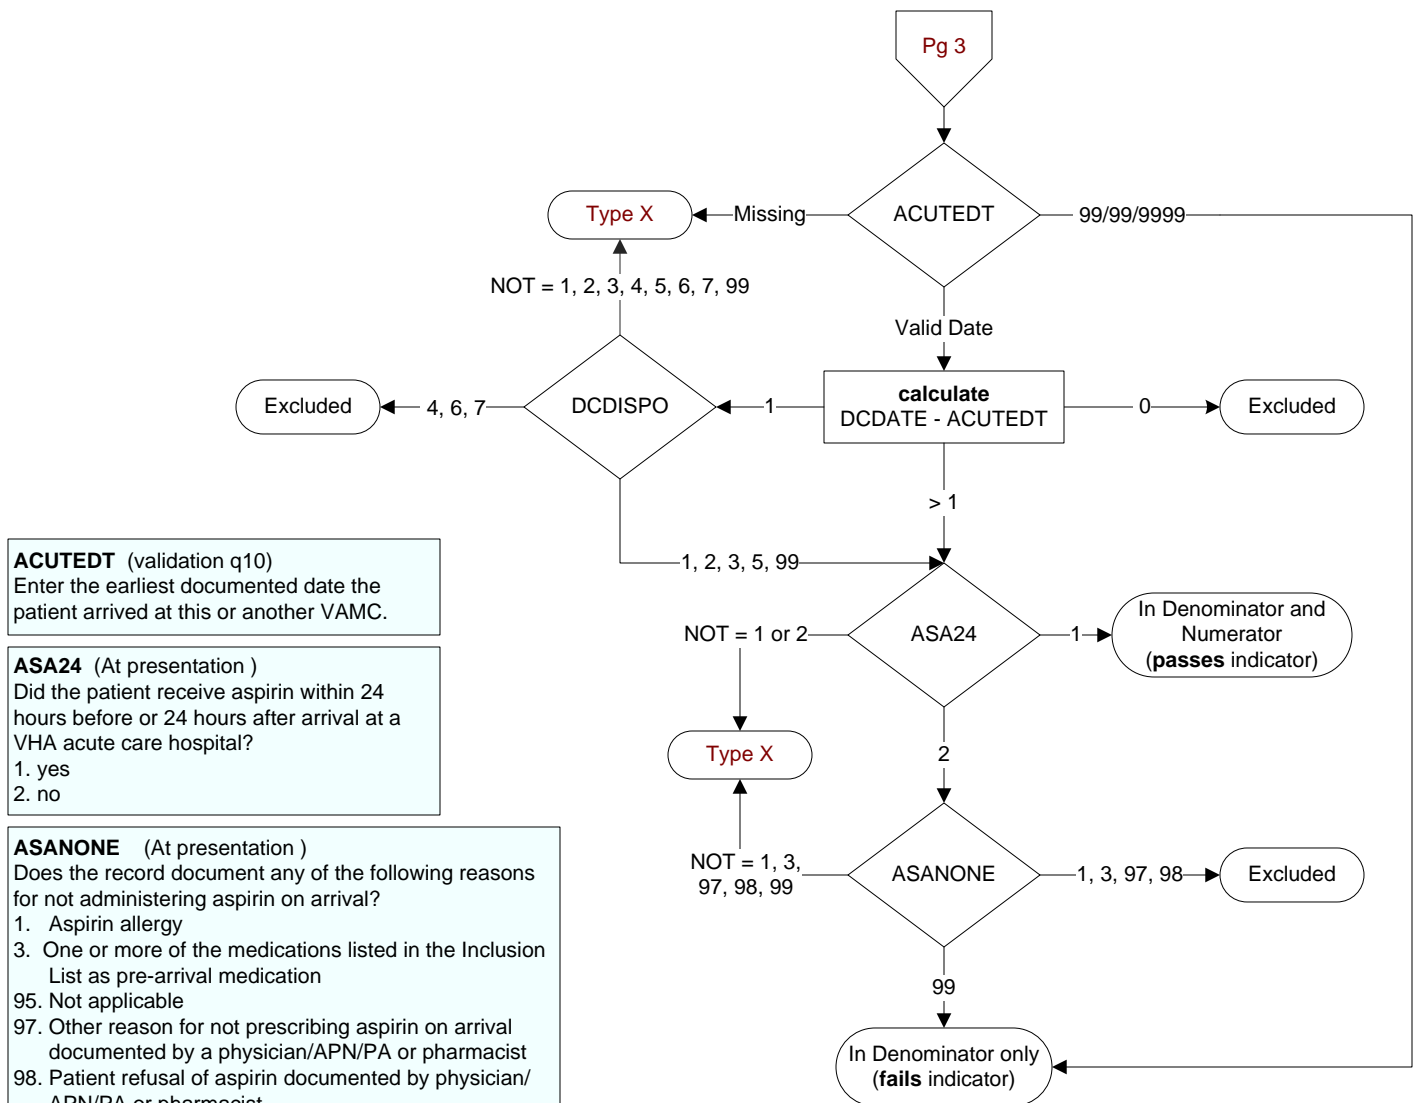 Pg 3
ACUTEDT
Missing
Type X
99/99/9999
NOT = 1, 2, 3, 4, 5, 6, 7, 99
Valid Date
calculate
DCDATE - ACUTEDT
1
DCDISPO
4, 6, 7
Excluded
0
Excluded
> 1
1, 2, 3, 5, 99
ASA24
1
In Denominator and
Numerator
(passes indicator)
NOT = 1 or 2
Type X
2
NOT = 1, 3,
97, 98, 99
ASANONE
1, 3, 97, 98
Excluded
99
In Denominator only
(fails indicator)
ACUTEDT (validation q10)
Enter the earliest documented date the
patient arrived at this or another VAMC.
ASA24 (At presentation )
Did the patient receive aspirin within 24
hours before or 24 hours after arrival at a
VHA acute care hospital?
1. yes
2. no
ASANONE (At presentation )
Does the record document any of the following reasons
for not administering aspirin on arrival?
1. Aspirin allergy
3. One or more of the medications listed in the Inclusion
List as pre-arrival medication
95. Not applicable
97. Other reason for not prescribing aspirin on arrival
documented by a physician/APN/PA or pharmacist
98. Patient refusal of aspirin documented by physician/
APN/PA or pharmacist